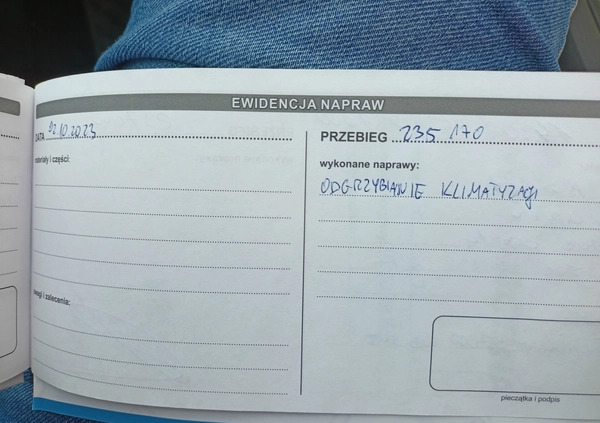 EWIDENCJA NAPRAW
DATA 02.10.2023
materiały i części:
uwagi i zalecenia:
PRZEBIEG 235 170
wykonane naprawy:
ODGRZYBIANIE KLIMATYZACJI
pieczątka i podpis